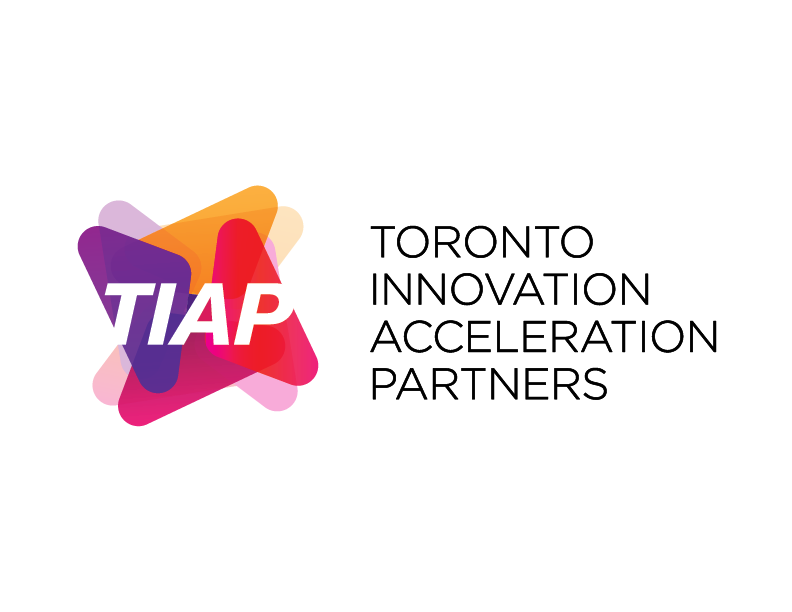 TIAP
TORONTO
INNOVATION
ACCELERATION
PARTNERS